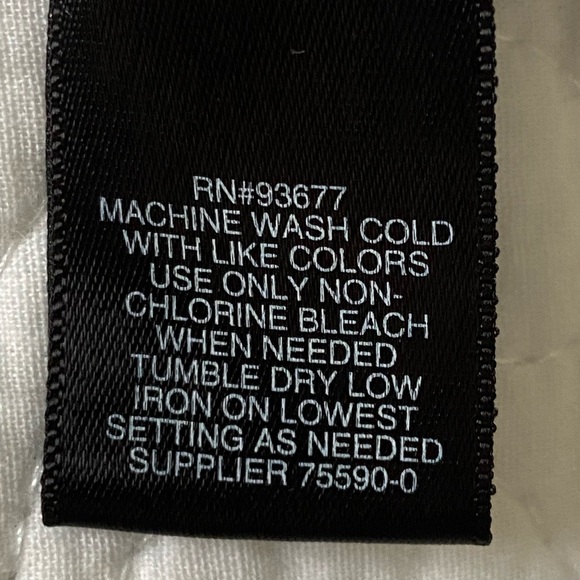 RN#93677
MACHINE WASH COLD
WITH LIKE COLORS
USE ONLY NON-
CHLORINE BLEACH
WHEN NEEDED
TUMBLE DRY LOW
IRON ON LOWEST
SETTING AS NEEDED
SUPPLIER 75590-0